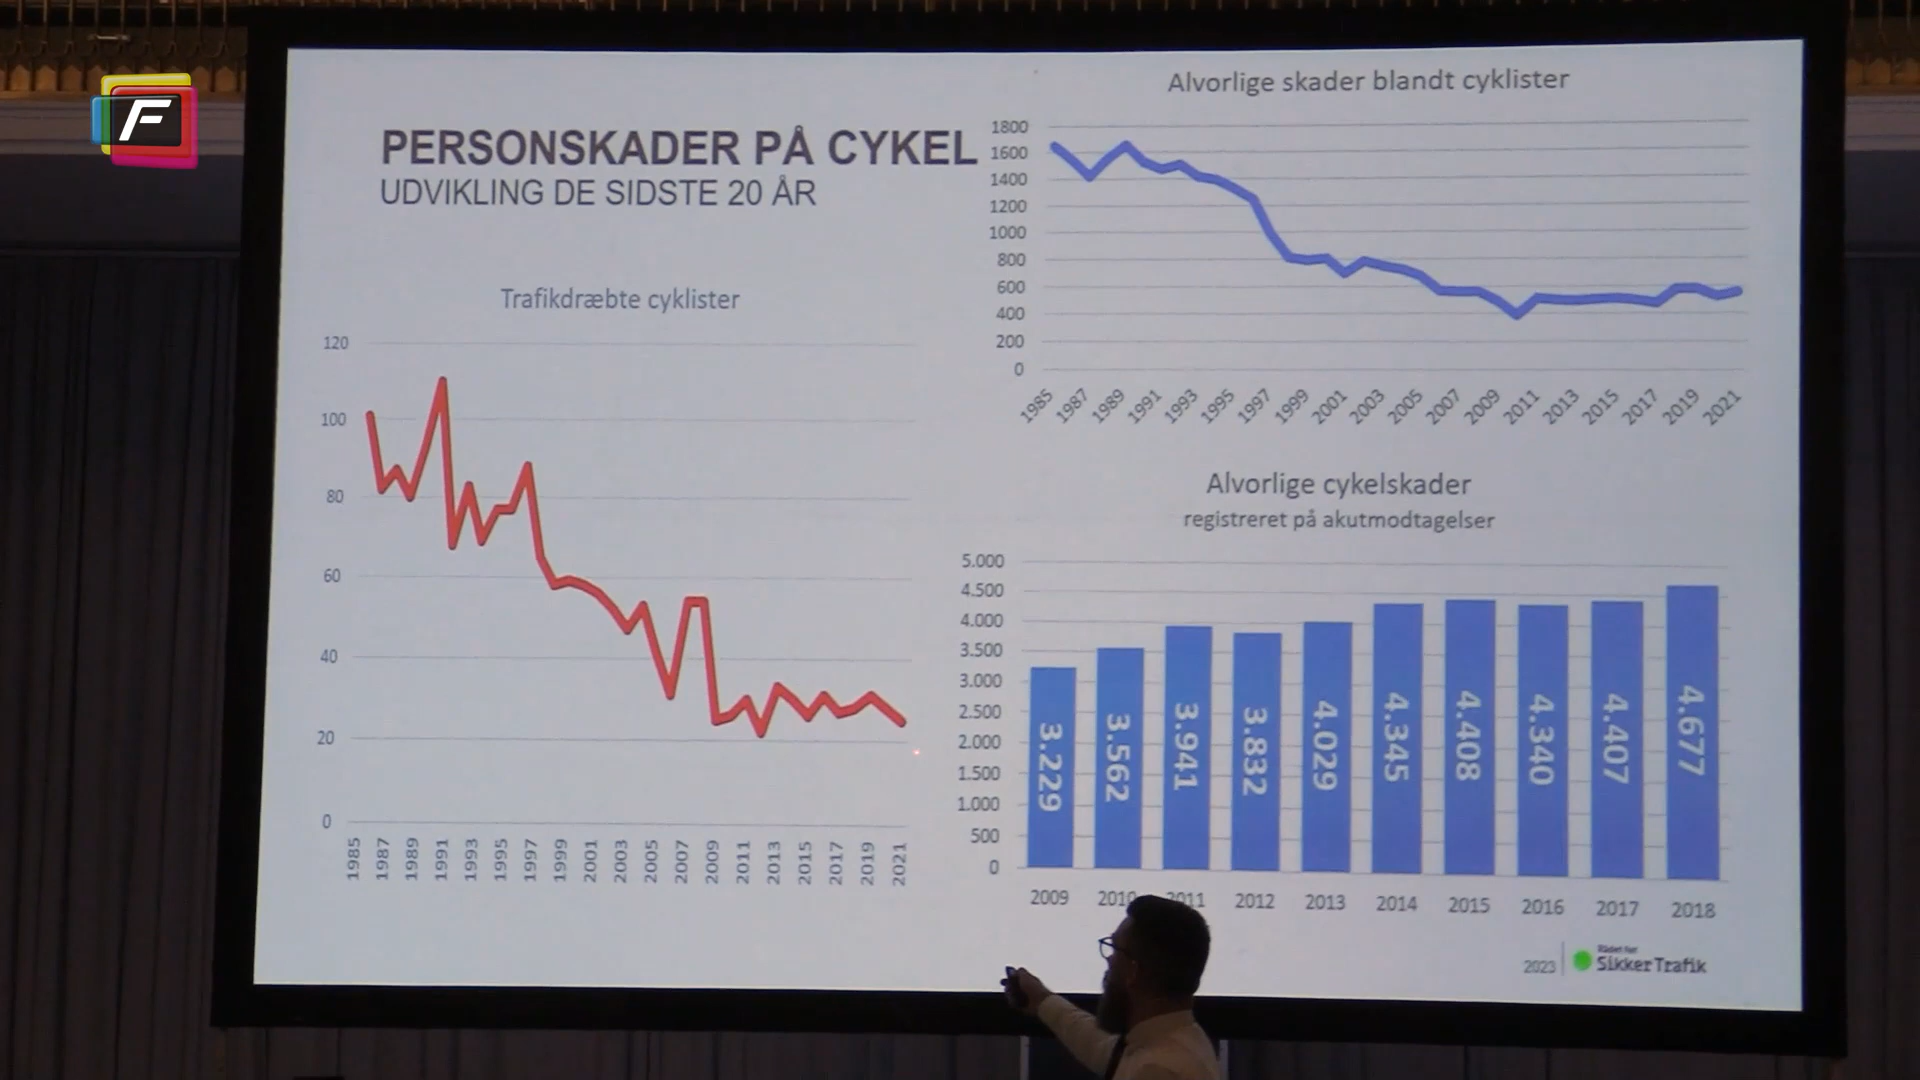 F
PERSONSKADER PÅ CYKEL
UDVIKLING DE SIDSTE 20 ÅR
Trafikdræbte cyklister
120
100
80
60
40
20
0
1985 1987 1989 1991 1993 1995 1997 1999 2001 2003 2005 2007 2009 2011 2013 2015 2017 2019 2021
Alvorlige skader blandt cyklister
1800
1600
1400
1200
1000
800
600
400
200
0
1985 1987 1989 1991 1993 1995 1997 1999 2001 2003 2005 2007 2009 2011 2013 2015 2017 2019 2021
Alvorlige cykelskader
registreret på akutmodtagelser
5.000
4.500
4.000
3.500
3.000
2.500
2.000
1.500
1.000
500
0
3.229 3.562 3.941 3.832 4.029 4.345 4.408 4.340 4.407 4.677
2009 2010 2011 2012 2013 2014 2015 2016 2017 2018
2023
Rådet for
Sikker Trafik